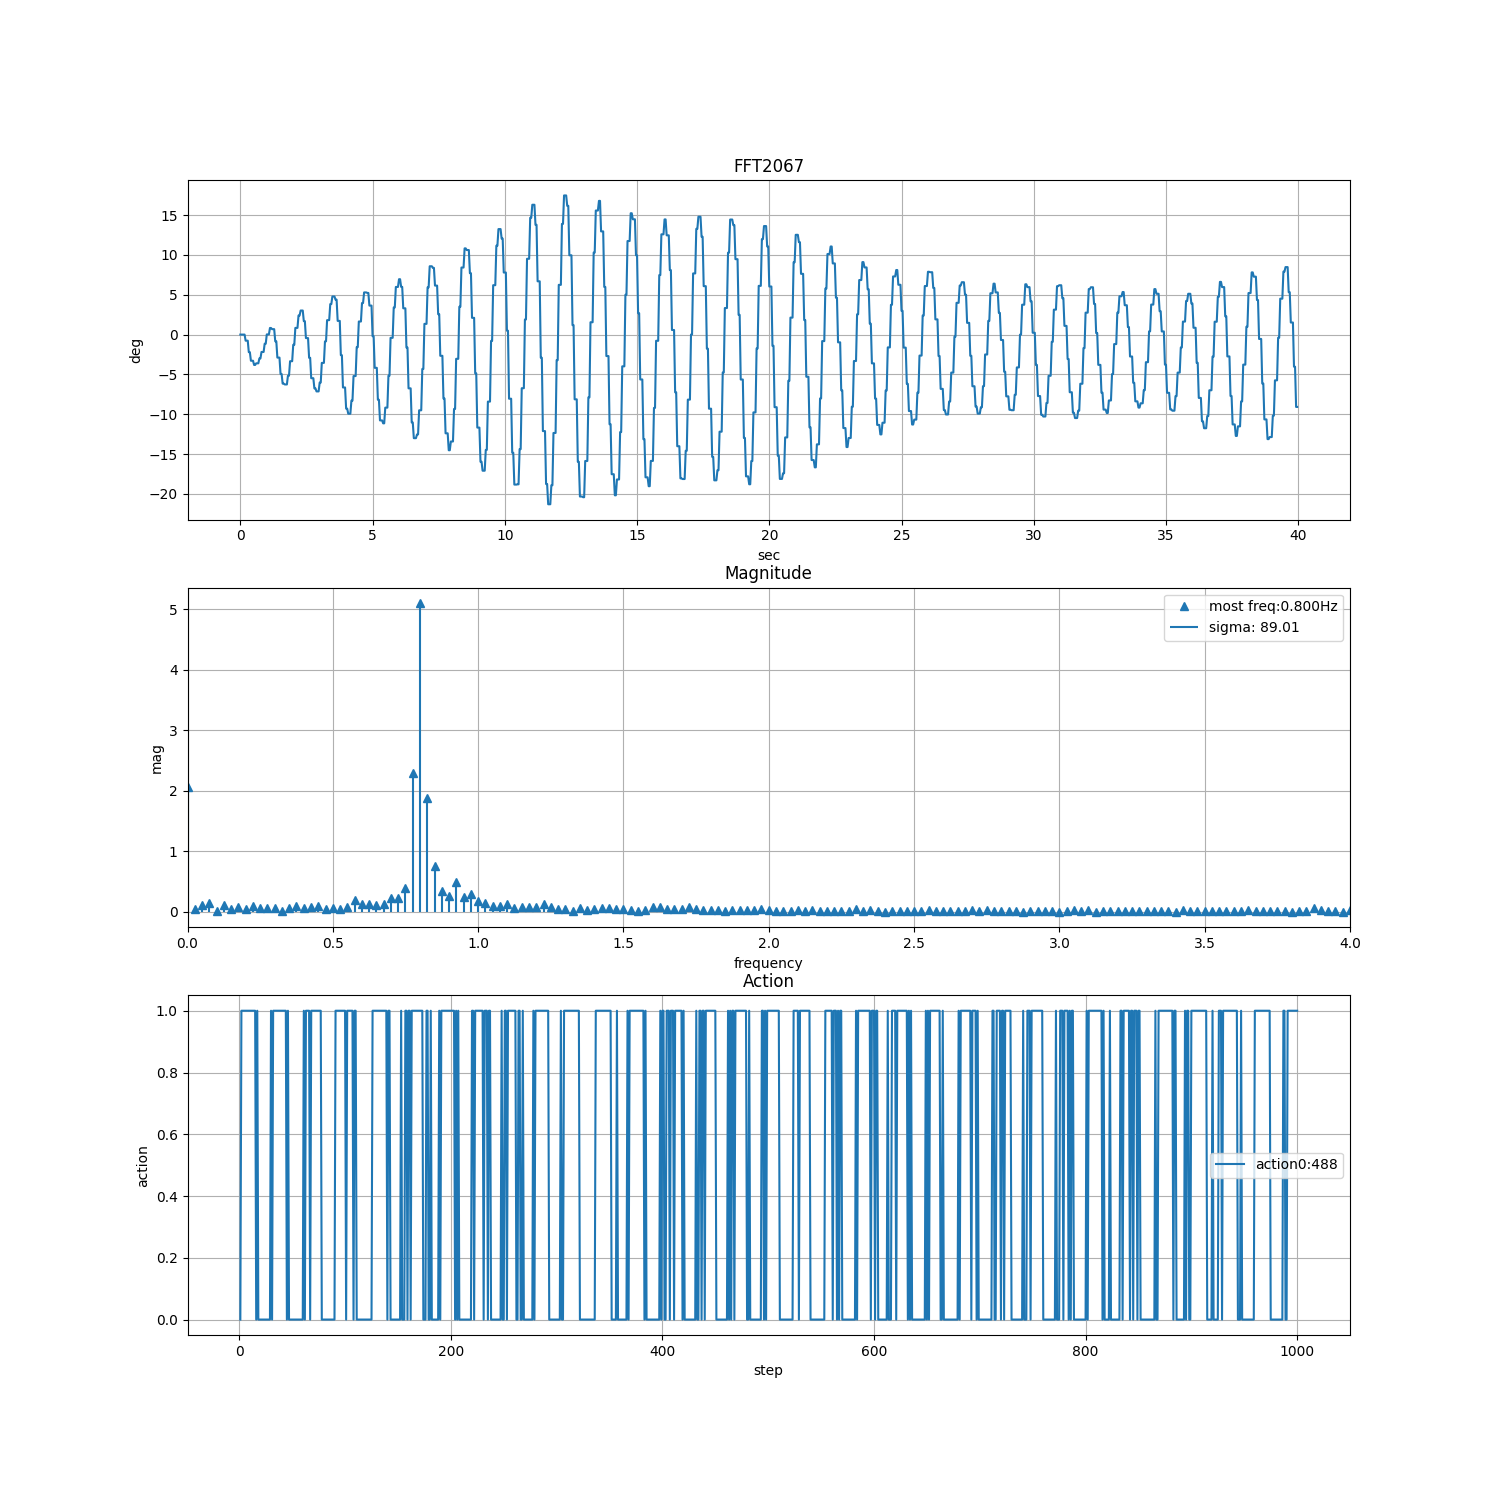 FFT2067
15
10
5
0
−5
−10
−15
−20
deg
0 5 10 15 20 25 30 35 40
sec
Magnitude
5
4
3
2
1
0
mag
most freq:0.800Hz
sigma: 89.01
0.0 0.5 1.0 1.5 2.0 2.5 3.0 3.5 4.0
frequency
Action
1.0
0.8
0.6
0.4
0.2
0.0
action
action0:488
0 200 400 600 800 1000
step